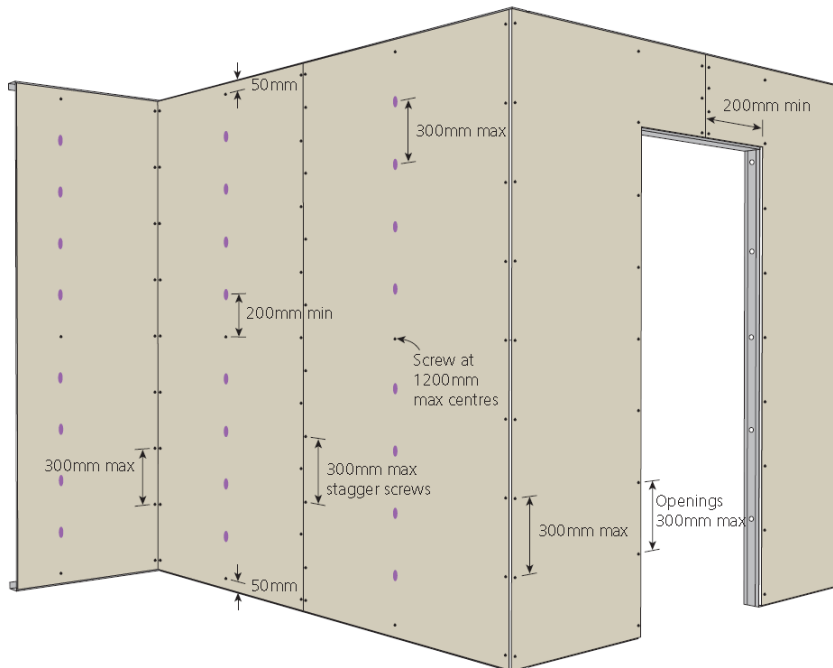 50mm
300mm max
200mm min
200mm min
Screw at
1200mm
max centres
300mm max
300mm max
stagger screws
300mm max
Openings
300mm max
50mm